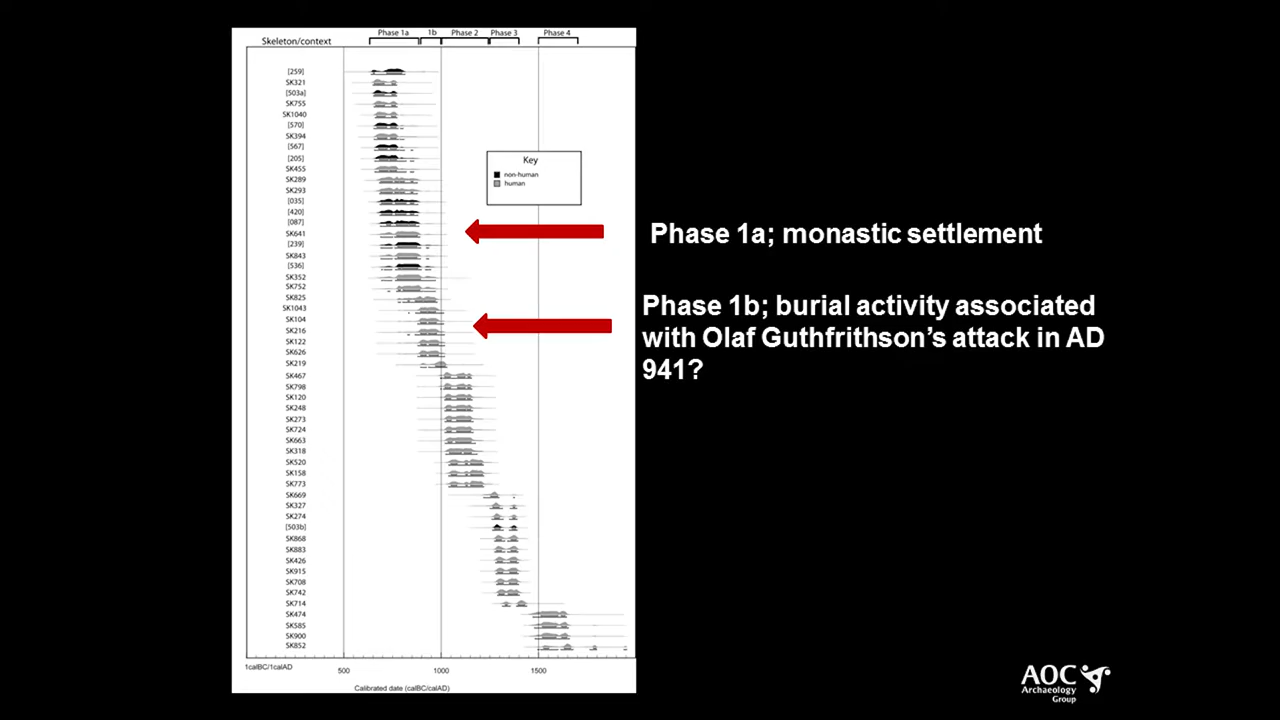 Skeleton/context
Phase 1a
1b
Phase 2
Phase 3
Phase 4
[259]
SK321
[503a]
SK755
SK1040
[570]
SK394
[567]
[205]
SK455
SK289
SK293
[035]
[420]
[087]
SK641
[239]
SK843
[536]
SK352
SK752
SK825
SK1043
SK104
SK216
SK122
SK626
SK219
SK467
SK798
SK120
SK248
SK273
SK724
SK663
SK318
SK520
SK158
SK773
SK669
SK327
SK274
[503b]
SK868
SK883
SK426
SK915
SK708
SK742
SK714
SK474
SK585
SK900
SK852
1calBC/1calAD
500
1000
1500
Calibrated date (calBC/calAD)
Key
non-human
human
Phase 1a; monastic settlement
Phase 1b; burial activity associated
with Olaf Guthfrithson’s attack in AD
941?
AOC
Archaeology
Group